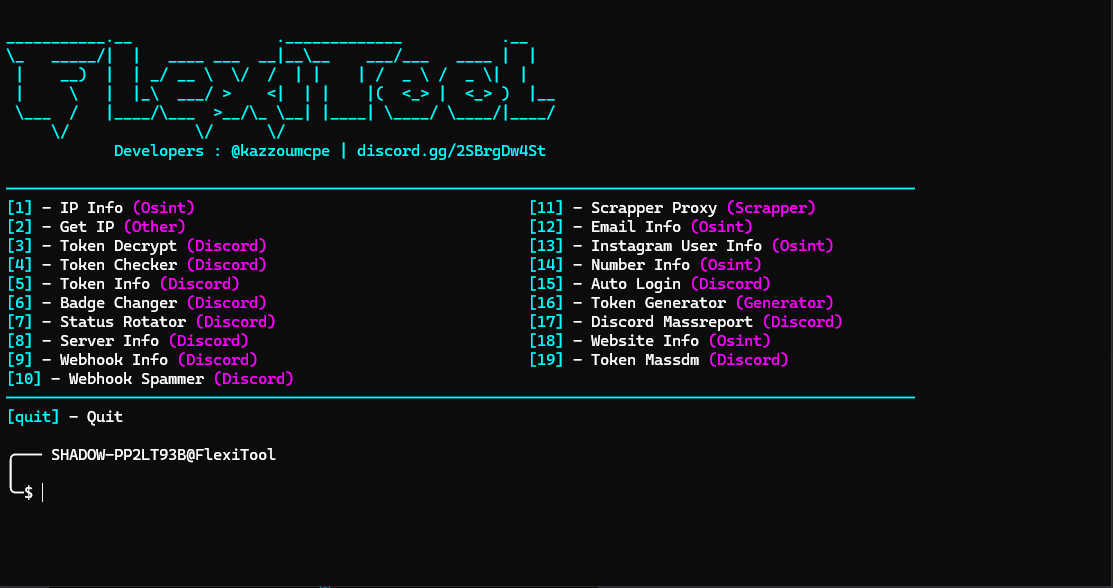 FlexiTool
Developers : @kazzoumcpe | discord.gg/2SBrgDw4St
[1] - IP Info (Osint)
[2] - Get IP (Other)
[3] - Token Decrypt (Discord)
[4] - Token Checker (Discord)
[5] - Token Info (Discord)
[6] - Badge Changer (Discord)
[7] - Status Rotator (Discord)
[8] - Server Info (Discord)
[9] - Webhook Info (Discord)
[10] - Webhook Spammer (Discord)
[11] - Scrapper Proxy (Scrapper)
[12] - Email Info (Osint)
[13] - Instagram User Info (Osint)
[14] - Number Info (Osint)
[15] - Auto Login (Discord)
[16] - Token Generator (Generator)
[17] - Discord Massreport (Discord)
[18] - Website Info (Osint)
[19] - Token Massdm (Discord)
[quit] - Quit
SHADOW-PP2LT93B@FlexiTool
$